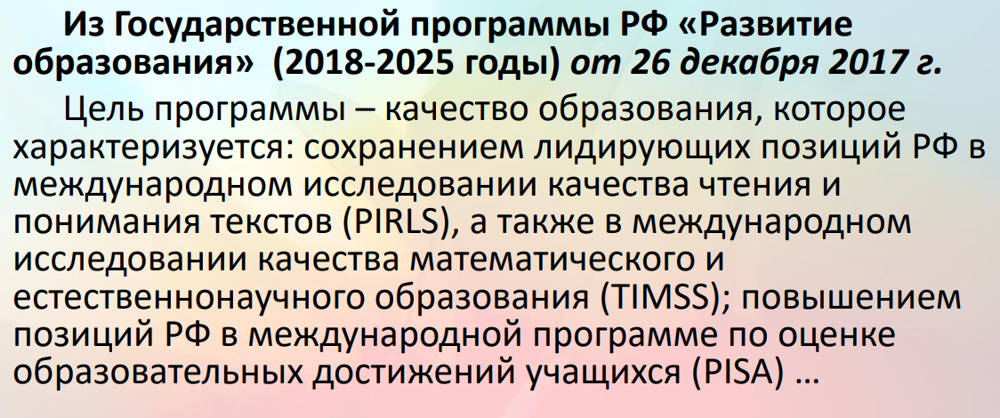 Из Государственной программы РФ «Развитие
образования» (2018-2025 годы) от 26 декабря 2017 г.
Цель программы – качество образования, которое
характеризуется: сохранением лидирующих позиций РФ в
международном исследовании качества чтения и
понимания текстов (PIRLS), а также в международном
исследовании качества математического и
естественнонаучного образования (TIMSS); повышением
позиций РФ в международной программе по оценке
образовательных достижений учащихся (PISA) ...